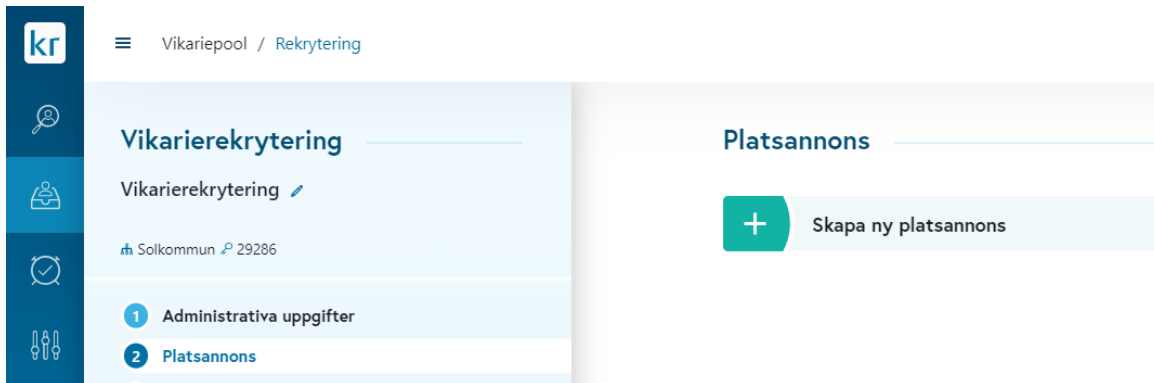 kr
Vikariepool / Rekrytering
Vikarierekrytering
Vikarierekrytering
Solkommun 29286
1 Administrativa uppgifter
2 Platsannons
Platsannons
+ Skapa ny platsannons